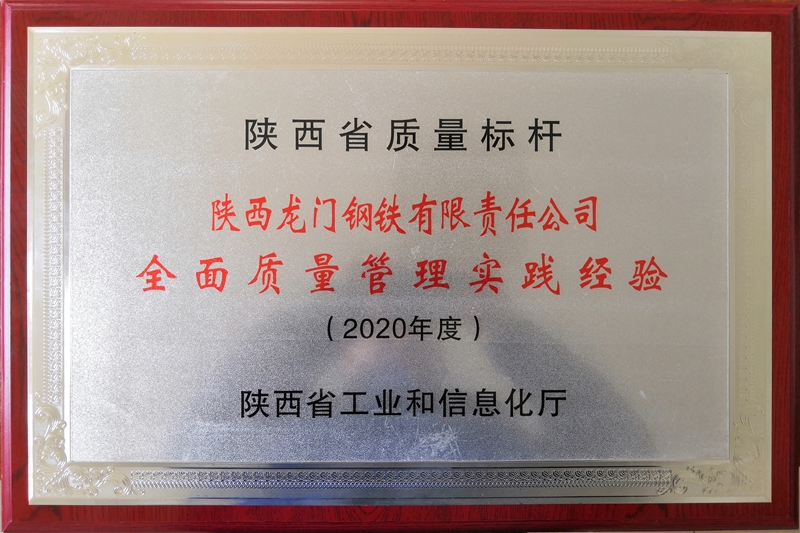 陕西省质量标杆
陕西龙门钢铁有限责任公司
全面质量管理实践经验
（2020年度）
陕西省工业和信息化厅